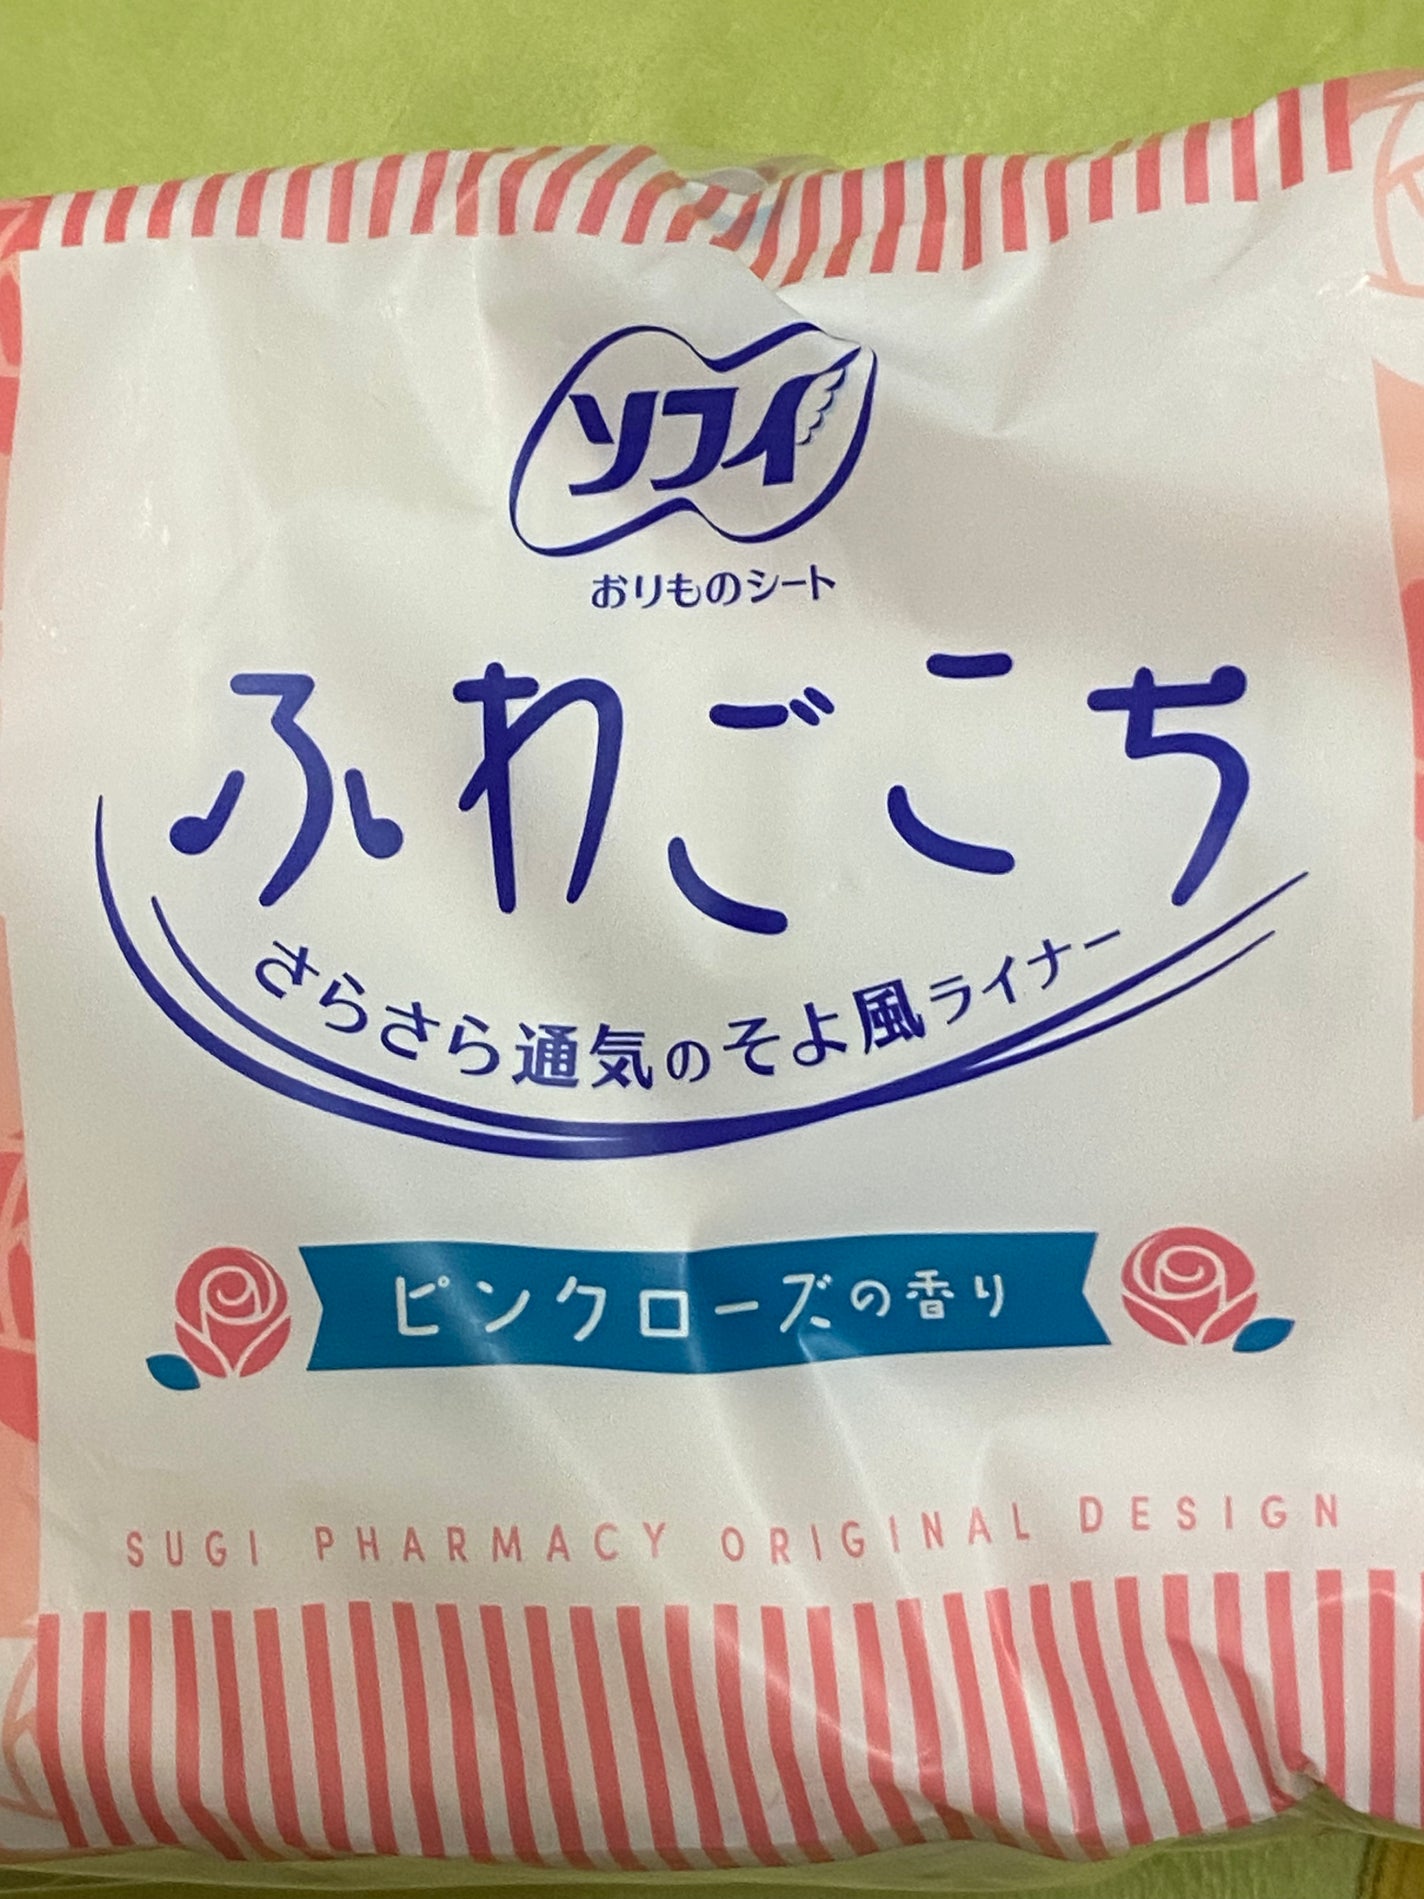 ソフィ
おりものシート
ふわごこち
さらさら通気のそよ風ライナー
ピンクローズの香り
SUGI PHARMACY ORIGINAL DESIGN